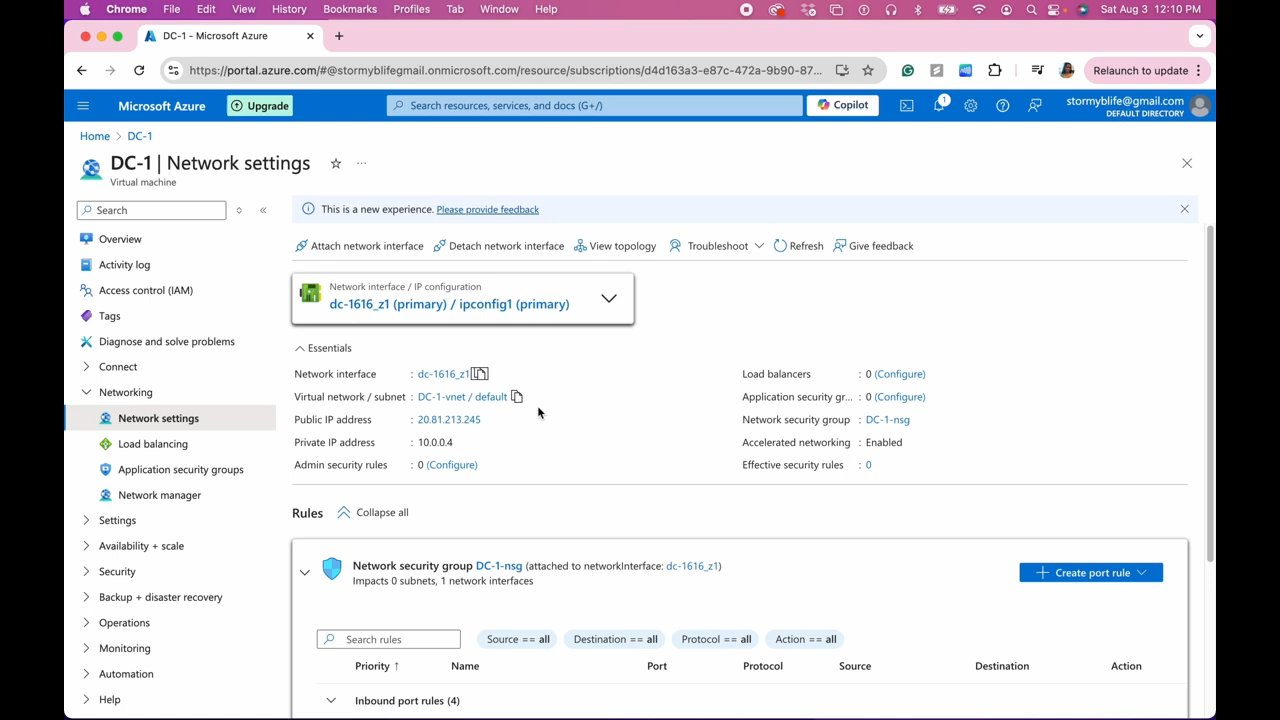 Chrome File Edit View History Bookmarks Profiles Tab Window Help Sat Aug 3 12:10 PM
DC-1 - Microsoft Azure
https://portal.azure.com/#@stormyblifegmail.onmicrosoft.com/resource/subscriptions/d4d163a3-e87c-472a-9b90-87... Relaunch to update
Microsoft Azure Upgrade Search resources, services, and docs (G+/) Copilot 1 stormyblife@gmail.com
DEFAULT DIRECTORY
Home > DC-1
DC-1 | Network settings ...
Virtual machine
Search
Overview
Activity log
Access control (IAM)
Tags
Diagnose and solve problems
Connect
Networking
Network settings
Load balancing
Application security groups
Network manager
Settings
Availability + scale
Security
Backup + disaster recovery
Operations
Monitoring
Automation
Help
This is a new experience. Please provide feedback
Attach network interface Detach network interface View topology Troubleshoot Refresh Give feedback
Network interface / IP configuration
dc-1616_z1 (primary) / ipconfig1 (primary)
Essentials
Network interface : dc-1616_z1
Virtual network / subnet : DC-1-vnet / default
Public IP address : 20.81.213.245
Private IP address : 10.0.0.4
Admin security rules : 0 (Configure)
Load balancers : 0 (Configure)
Application security gr... : 0 (Configure)
Network security group : DC-1-nsg
Accelerated networking : Enabled
Effective security rules : 0
Rules Collapse all
Network security group DC-1-nsg (attached to networkInterface: dc-1616_z1)
Impacts 0 subnets, 1 network interfaces
Create port rule
Search rules Source == all Destination == all Protocol == all Action == all
Priority ↑ Name Port Protocol Source Destination Action
Inbound port rules (4)